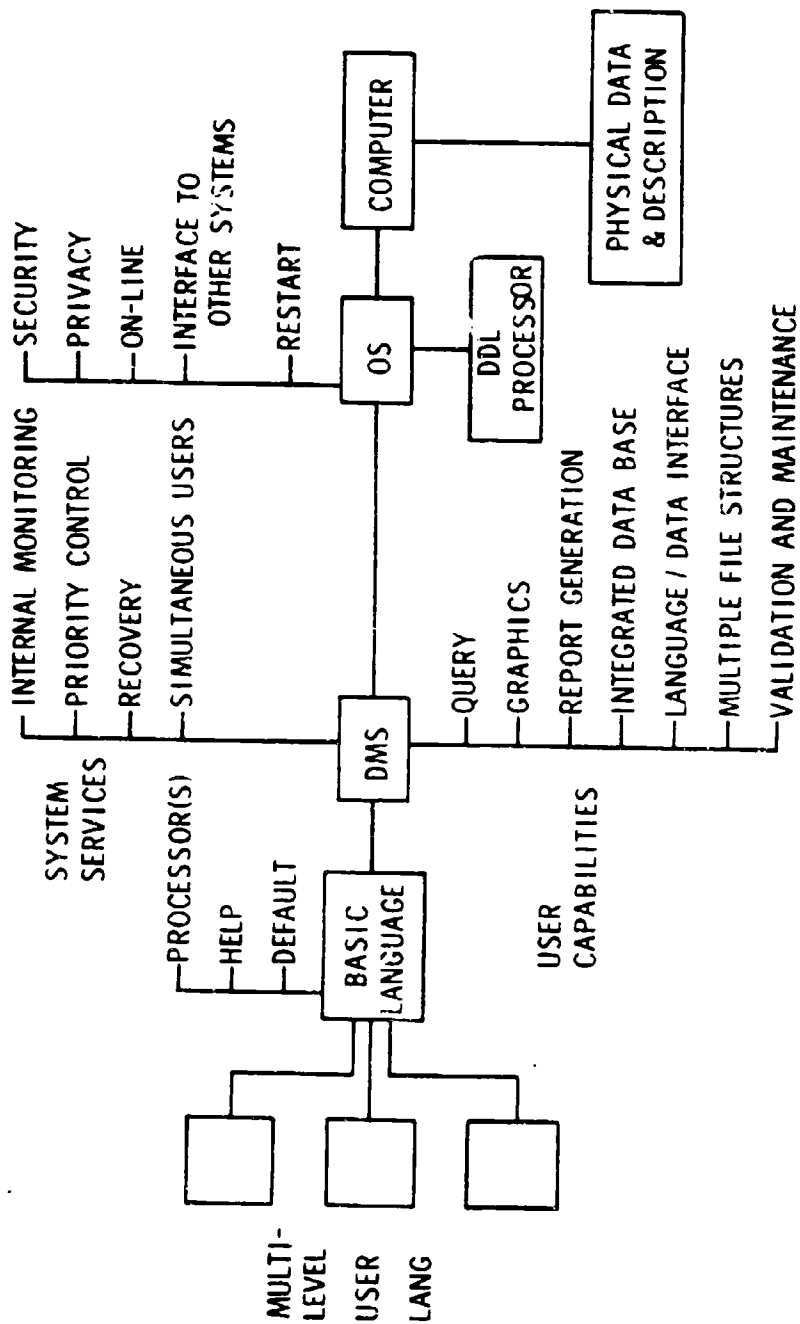 MULTI-
LEVEL
USER
LANG
PROCESSOR(S)
HELP
DEFAULT
BASIC
LANGUAGE
SYSTEM
SERVICES
INTERNAL MONITORING
PRIORITY CONTROL
RECOVERY
SIMULTANEOUS USERS
DMS
USER
CAPABILITIES
QUERY
GRAPHICS
REPORT GENERATION
INTEGRATED DATA BASE
LANGUAGE / DATA INTERFACE
MULTIPLE FILE STRUCTURES
VALIDATION AND MAINTENANCE
SECURITY
PRIVACY
ON-LINE
INTERFACE TO
OTHER SYSTEMS
RESTART
OS
DDL
PROCESSOR
COMPUTER
PHYSICAL DATA
& DESCRIPTION